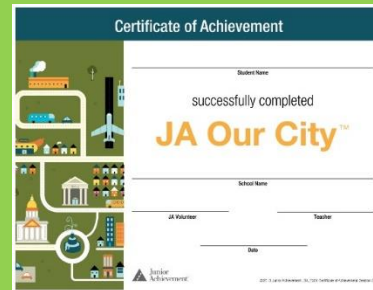 Certificate of Achievement
Student Name
successfully completed
JA Our City™
School Name
JA Volunteer Teacher
Date
Junior
Achievement®